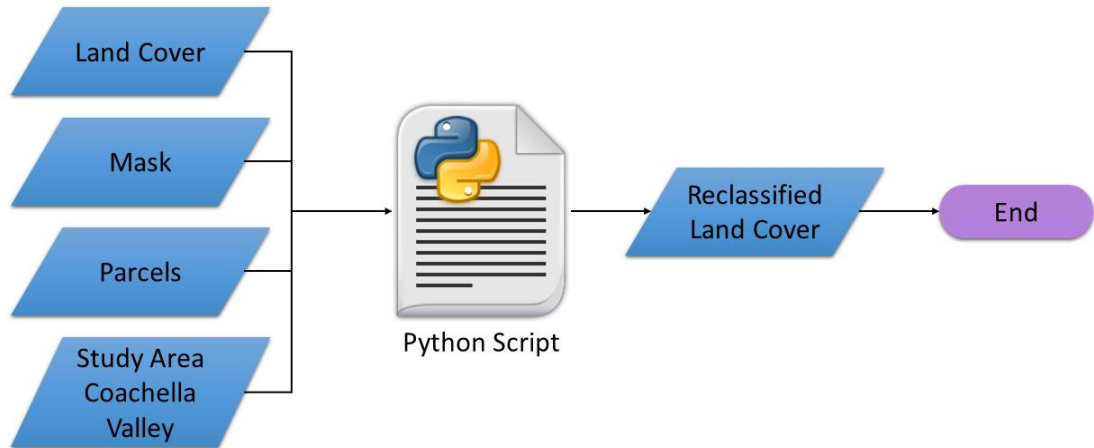 Land Cover
Mask
Parcels
Study Area
Coachella
Valley
Python Script
Reclassified
Land Cover
End